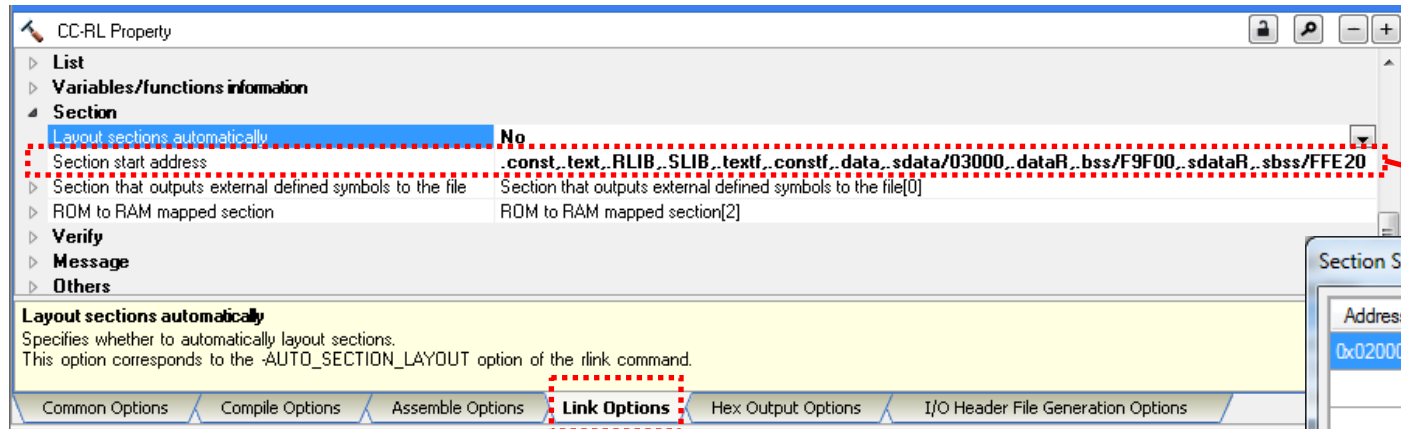 CC-RL Property
List
Variables/functions information
Section
Layout sections automatically No
Section start address .const,.text,.RLIB,.SLIB,.textf,.constf,.data,.sdata/03000,.dataR,.bss/F9F00,.sdataR,.sbss/FFE20
Section that outputs external defined symbols to the file Section that outputs external defined symbols to the file[0]
ROM to RAM mapped section ROM to RAM mapped section[2]
Verify
Message
Others
Section S
Addres
0x02000
Layout sections automatically
Specifies whether to automatically layout sections.
This option corresponds to the -AUTO_SECTION_LAYOUT option of the rlink command.
Common Options Compile Options Assemble Options Link Options Hex Output Options I/O Header File Generation Options